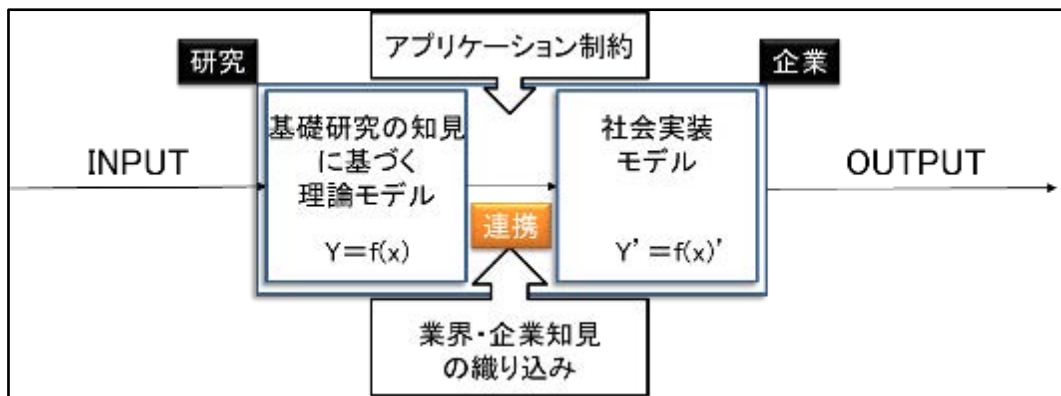 アプリケーション制約
研究
企業
基礎研究の知見
に基づく
理論モデル
Y=f(x)
社会実装
モデル
Y'=f(x)'
INPUT
OUTPUT
連携
業界・企業知見
の織り込み